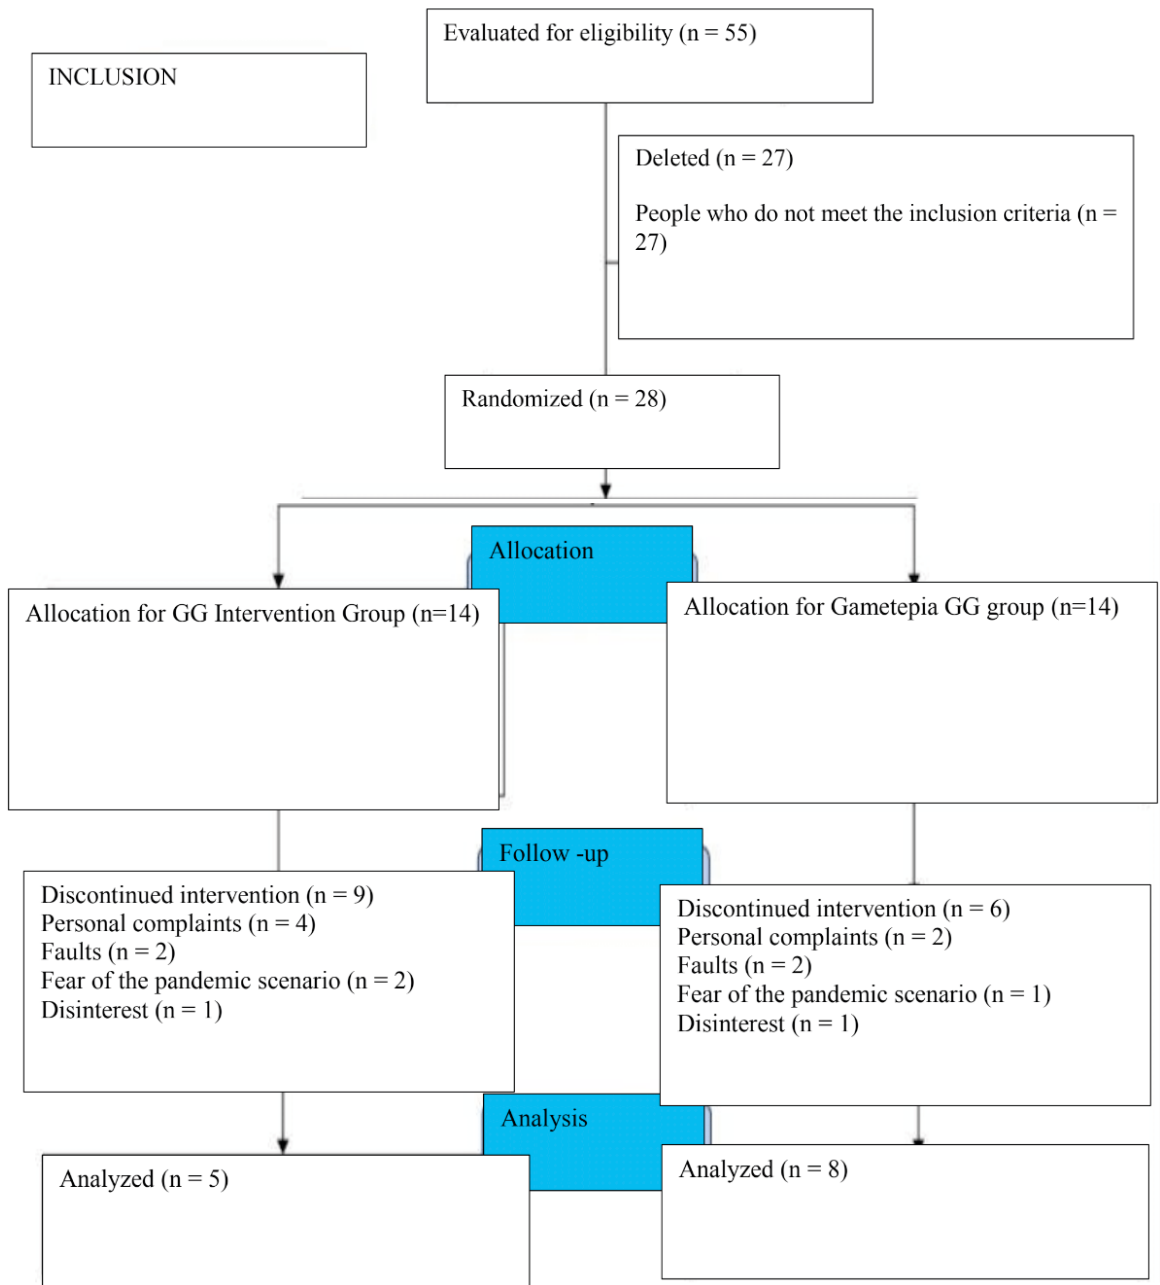 Evaluated for eligibility (n = 55)
INCLUSION
Deleted (n = 27)
People who do not meet the inclusion criteria (n =
27)
Randomized (n = 28)
Allocation
Allocation for GG Intervention Group (n=14)
Allocation for Gametepia GG group (n=14)
Follow -up
Discontinued intervention (n = 9)
Personal complaints (n = 4)
Faults (n = 2)
Fear of the pandemic scenario (n = 2)
Disinterest (n = 1)
Discontinued intervention (n = 6)
Personal complaints (n = 2)
Faults (n = 2)
Fear of the pandemic scenario (n = 1)
Disinterest (n = 1)
Analysis
Analyzed (n = 5)
Analyzed (n = 8)